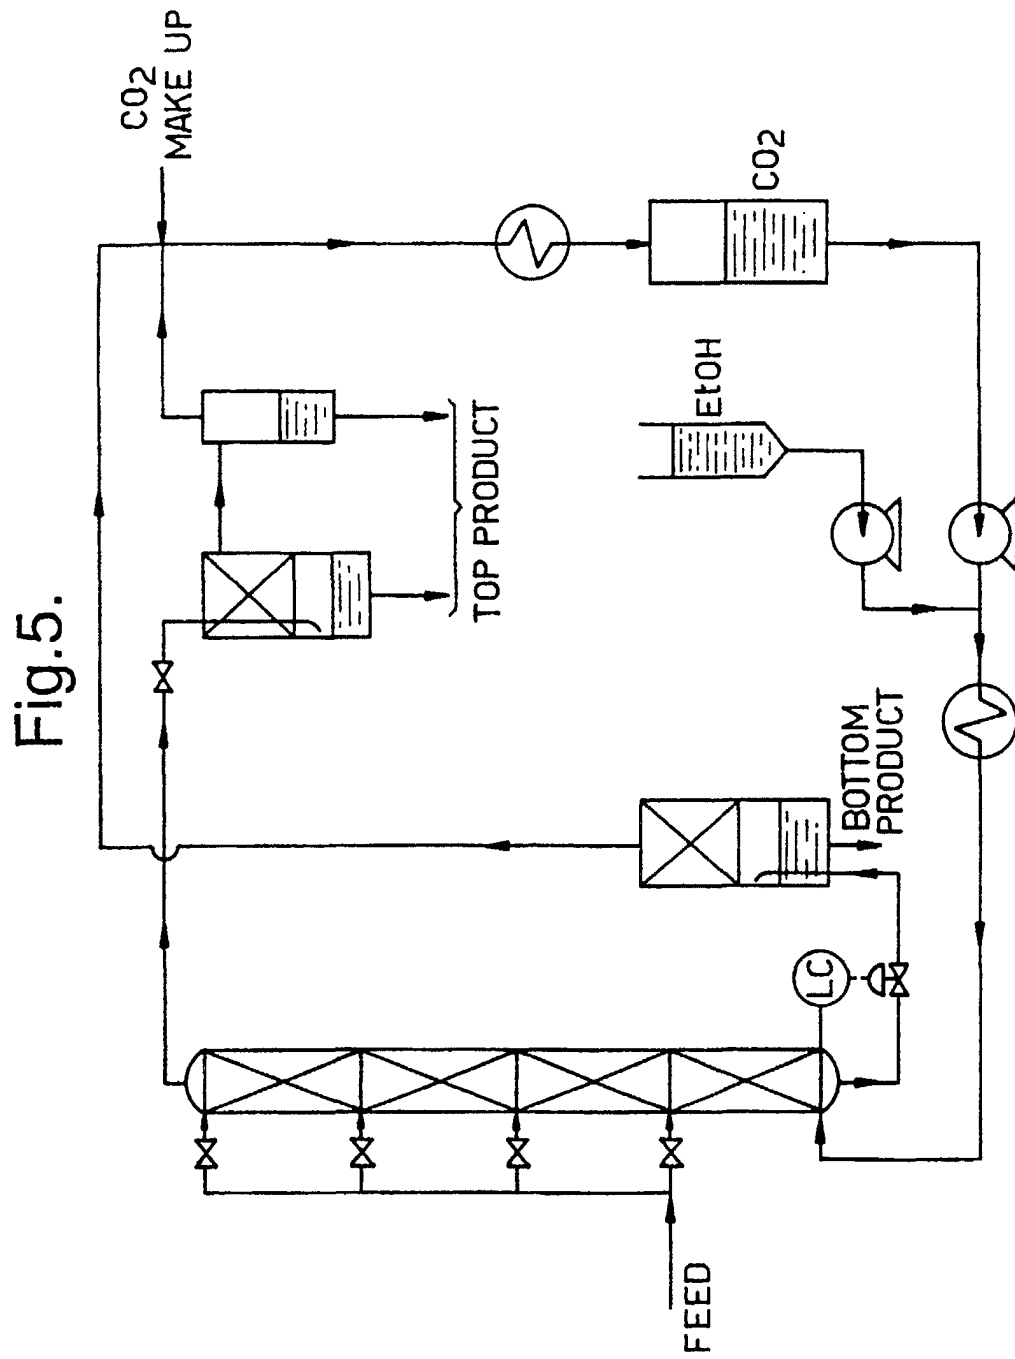 Fig.5.
CO2
MAKE UP
TOP PRODUCT
EtOH
CO2
BOTTOM
PRODUCT
LC
FEED